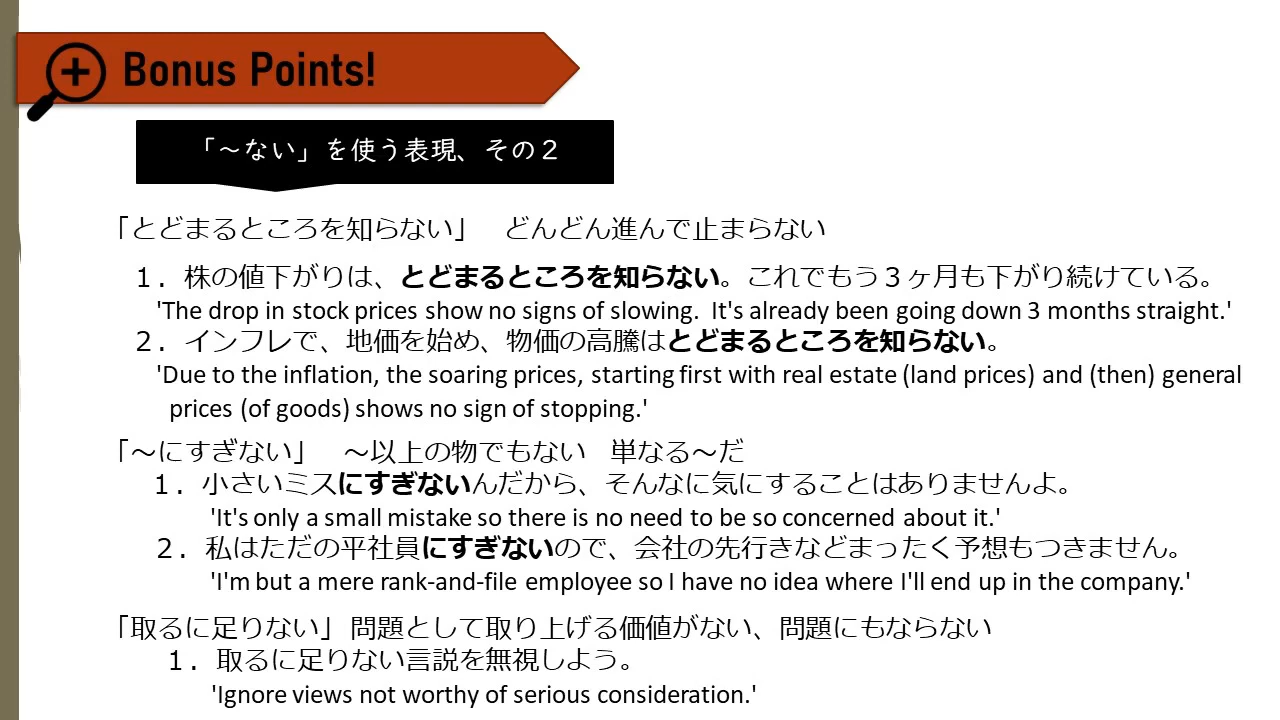 Bonus Points!
「～ない」を使う表現、その２
「とどまるところを知らない」　どんどん進んで止まらない
１．株の値下がりは、とどまるところを知らない。これでもう３ヶ月も下がり続けている。
'The drop in stock prices show no signs of slowing.  It's already been going down 3 months straight.'
２．インフレで、地価を始め、物価の高騰はとどまるところを知らない。
'Due to the inflation, the soaring prices, starting first with real estate (land prices) and (then) general
prices (of goods) shows no sign of stopping.'
「～にすぎない」　～以上の物でもない　単なる～だ
１．小さいミスにすぎないんだから、そんなに気にすることはありませんよ。
'It's only a small mistake so there is no need to be so concerned about it.'
２．私はただの平社員にすぎないので、会社の先行きなどまったく予想もつきません。
'I'm but a mere rank-and-file employee so I have no idea where I'll end up in the company.'
「取るに足りない」 問題として取り上げる価値がない、問題にもならない
１．取るに足りない言説を無視しよう。
'Ignore views not worthy of serious consideration.'